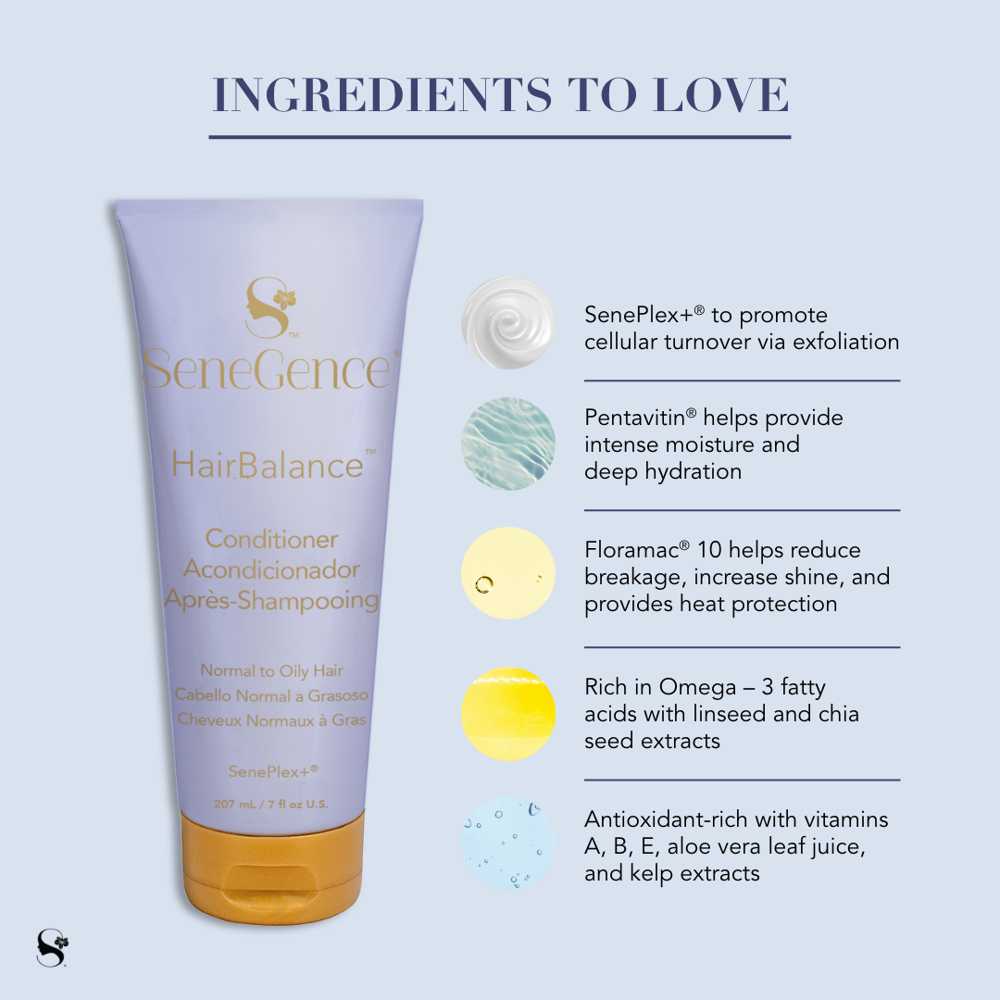 INGREDIENTS TO LOVE
SeneGence®
HairBalance™
Conditioner
Acondicionador
Après-Shampooing
Normal to Oily Hair
Cabello Normal a Grasoso
Cheveux Normaux à Gras
SenePlex+®
207 mL / 7 fl oz U.S.
SenePlex+® to promote
cellular turnover via exfoliation
Pentavitin® helps provide
intense moisture and
deep hydration
Floramac® 10 helps reduce
breakage, increase shine, and
provides heat protection
Rich in Omega – 3 fatty
acids with linseed and chia
seed extracts
Antioxidant-rich with vitamins
A, B, E, aloe vera leaf juice,
and kelp extracts